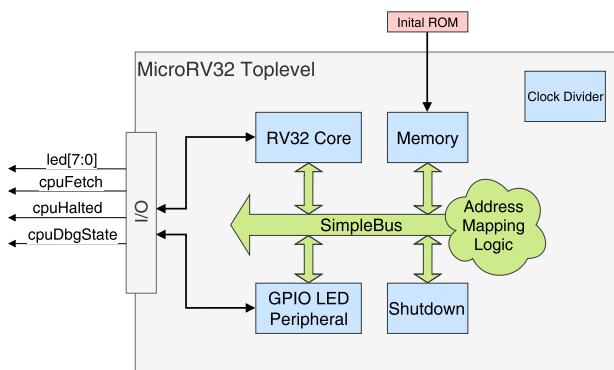 Inital ROM
MicroRV32 Toplevel
Clock Divider
RV32 Core
Memory
led[7:0]
cpuFetch
cpuHalted
cpuDbgState
I/O
SimpleBus
Address
Mapping
Logic
GPIO LED
Peripheral
Shutdown